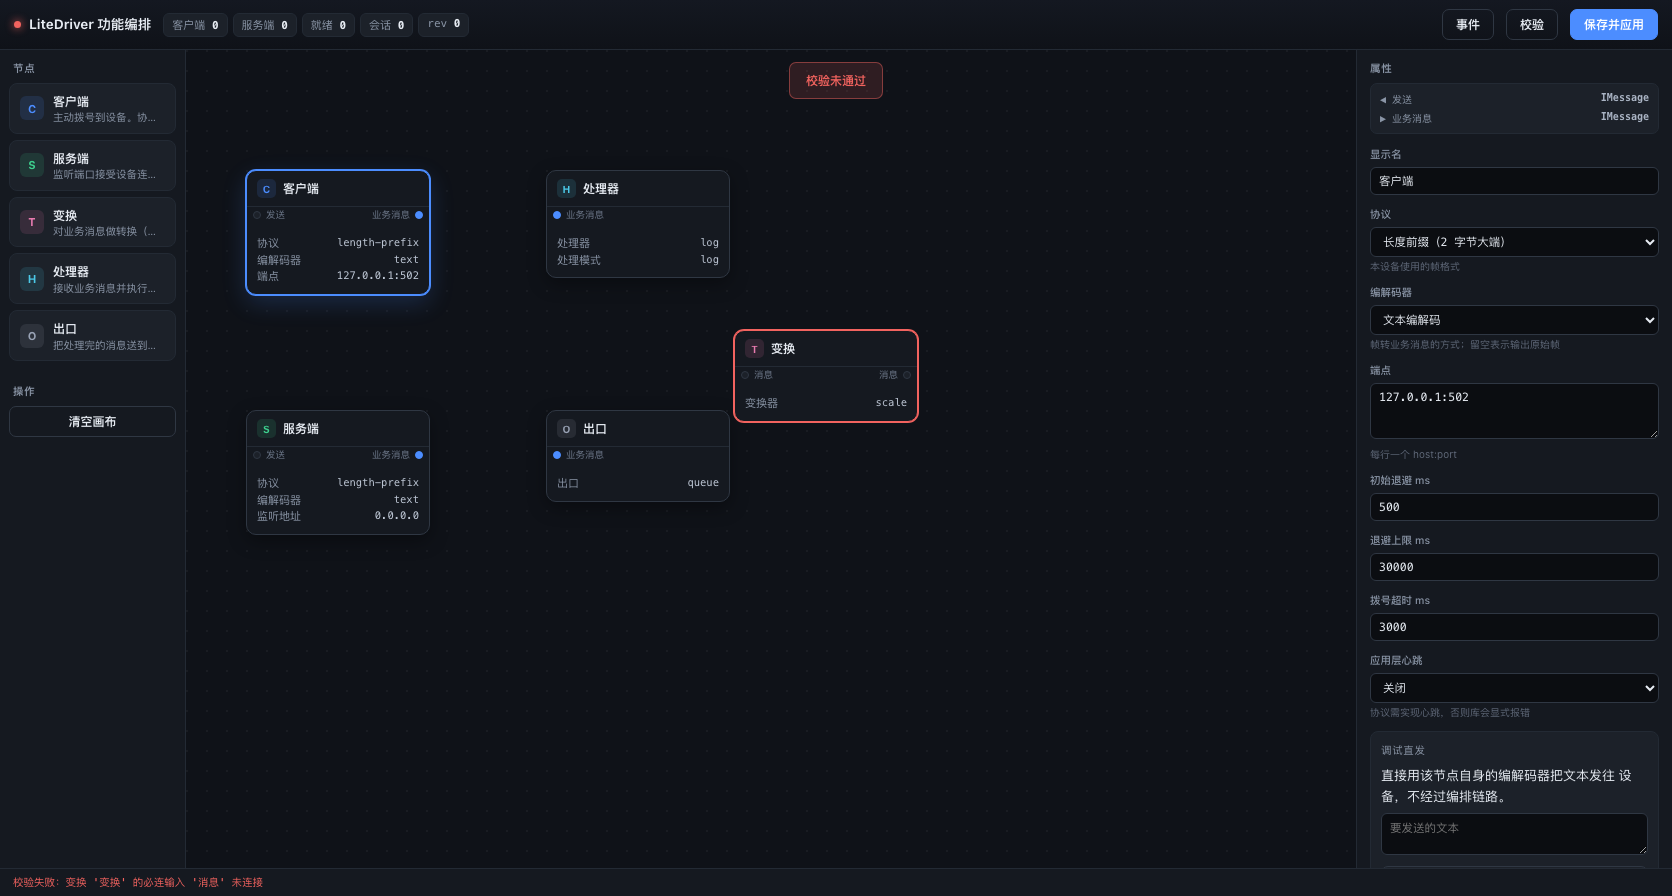 LiteDriver 功能编排
客户端 0
服务端 0
就绪 0
会话 0
rev 0
事件
校验
保存并应用
节点
C
客户端
主动拨号到设备。协…
S
服务端
监听端口接受设备连…
T
变换
对业务消息做转换（…
H
处理器
接收业务消息并执行…
O
出口
把处理完的消息送到…
操作
清空画布
校验未通过
C 客户端
发送 业务消息
协议 length-prefix
编解码器 text
端点 127.0.0.1:502
H 处理器
业务消息
处理器 log
处理模式 log
T 变换
消息 消息
变换器 scale
S 服务端
发送 业务消息
协议 length-prefix
编解码器 text
监听地址 0.0.0.0
O 出口
业务消息
出口 queue
属性
◀ 发送 IMessage
▶ 业务消息 IMessage
显示名
客户端
协议
长度前缀（2 字节大端）
本设备使用的帧格式
编解码器
文本编解码
帧转业务消息的方式；留空表示输出原始帧
端点
127.0.0.1:502
每行一个 host:port
初始退避 ms
500
退避上限 ms
30000
拨号超时 ms
3000
应用层心跳
关闭
协议需实现心跳，否则库会显式报错
调试直发
直接用该节点自身的编解码器把文本发往 设
备，不经过编排链路。
要发送的文本
校验失败：变换 '变换' 的必连输入 '消息' 未连接